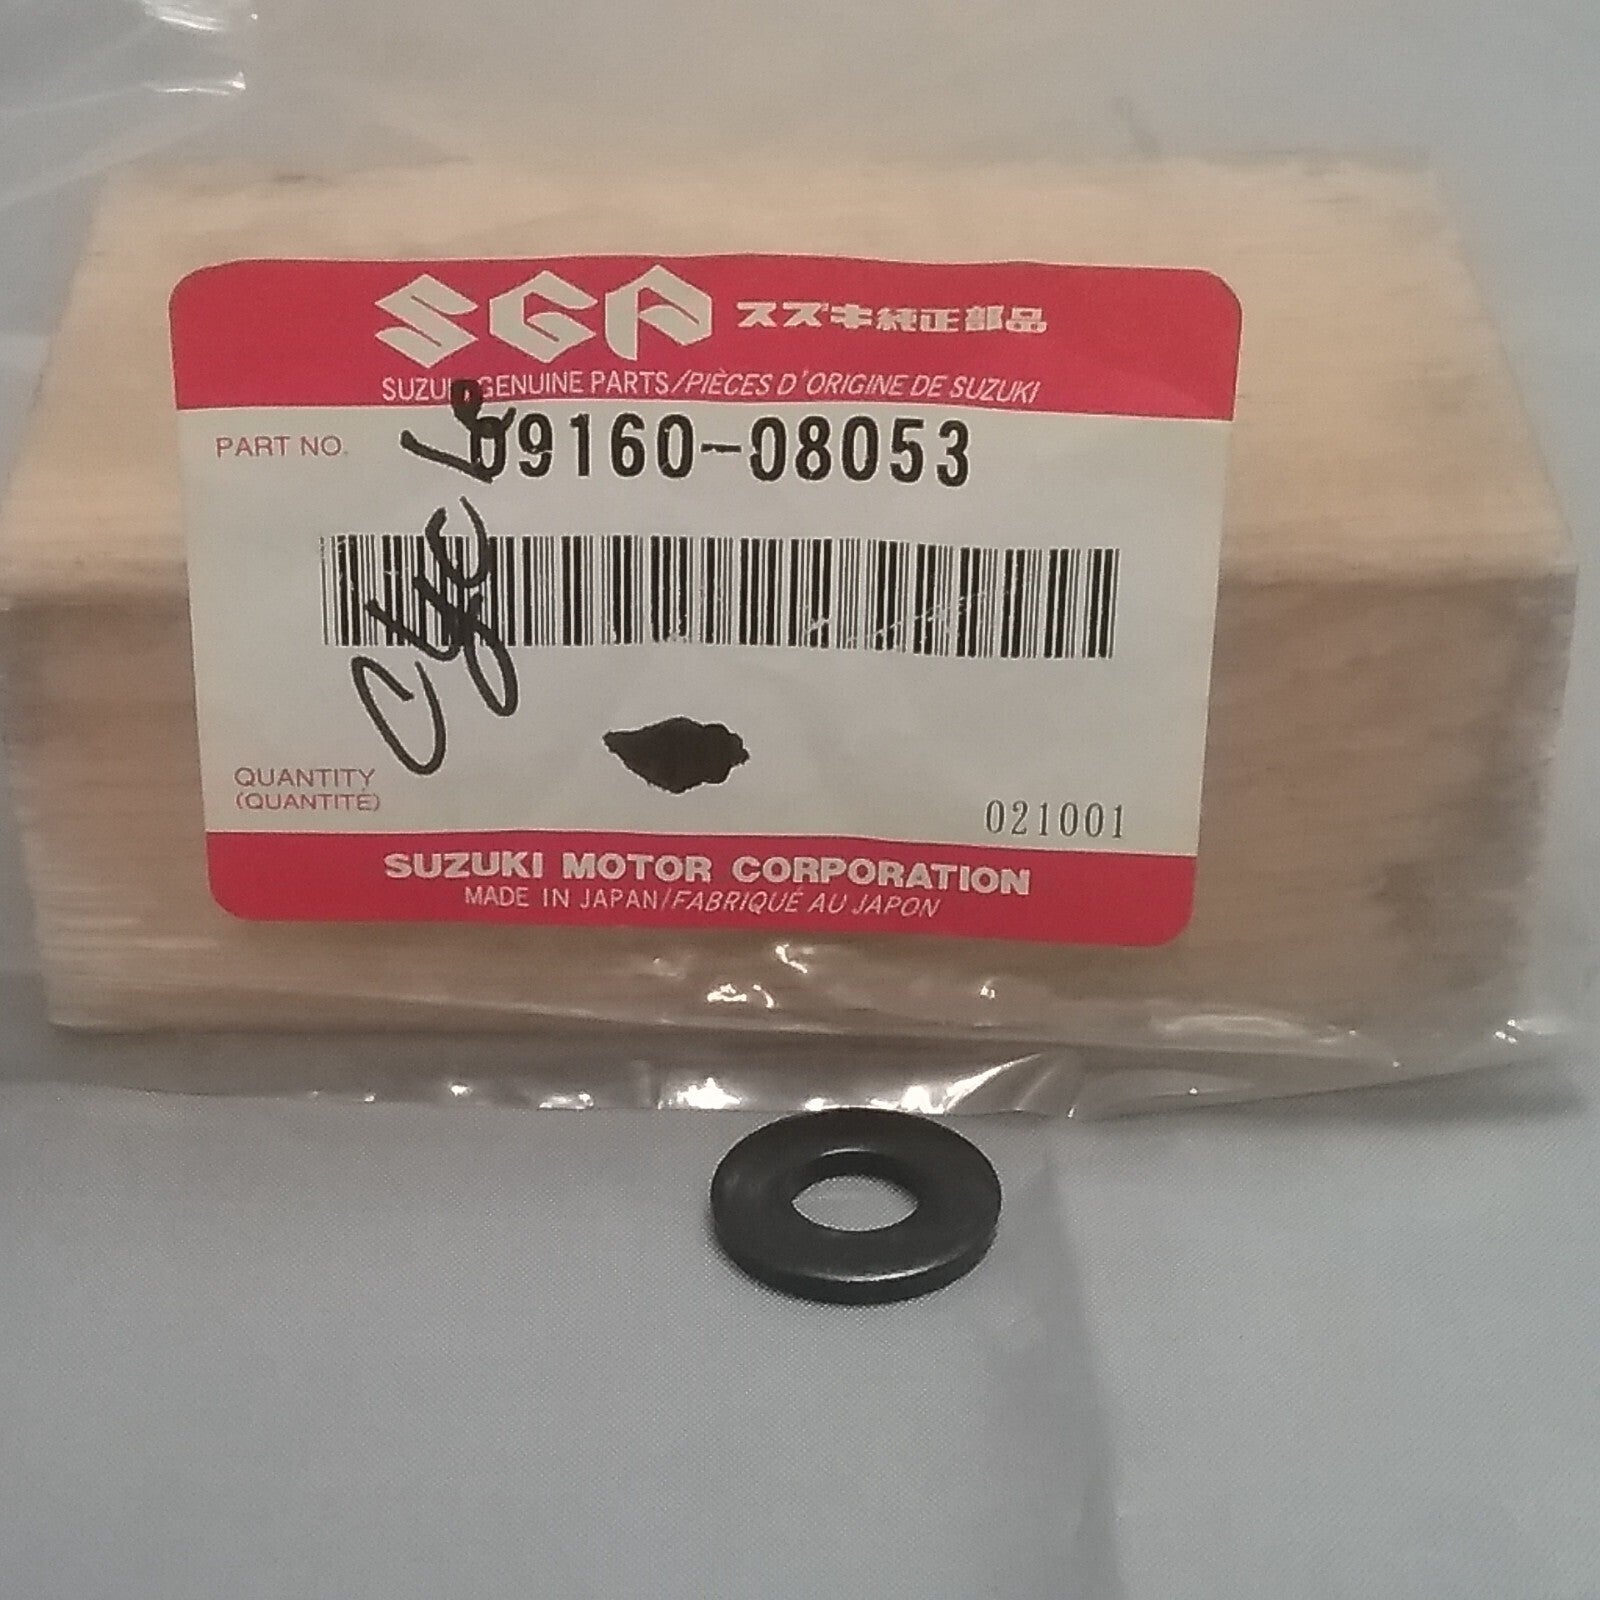 SGP スズキ純正部品
SUZUKI GENUINE PARTS/PIÈCES D'ORIGINE DE SUZUKI
PART NO. 09160-08053
QUANTITY
(QUANTITÉ)
021001
SUZUKI MOTOR CORPORATION
MADE IN JAPAN/FABRIQUÉ AU JAPON